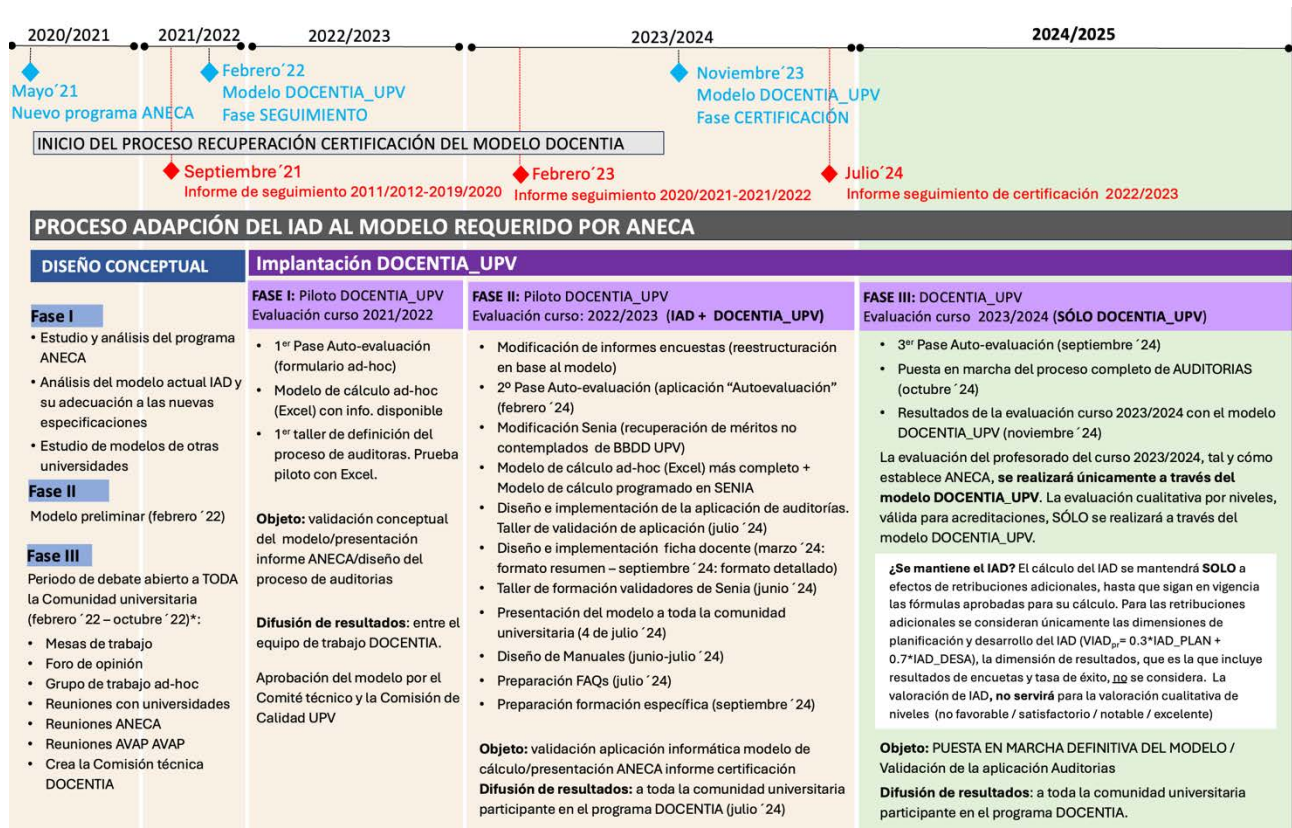 2020/2021
2021/2022
2022/2023
2023/2024
2024/2025
Mayo´21
Nuevo programa ANECA
Febrero´22
Modelo DOCENTIA_UPV
Fase SEGUIMIENTO
Noviembre´23
Modelo DOCENTIA_UPV
Fase CERTIFICACIÓN
INICIO DEL PROCESO RECUPERACIÓN CERTIFICACIÓN DEL MODELO DOCENTIA
Septiembre´21
Informe de seguimiento 2011/2012-2019/2020
Febrero´23
Informe seguimiento 2020/2021-2021/2022
Julio´24
Informe seguimiento de certificación 2022/2023
PROCESO ADAPCIÓN DEL IAD AL MODELO REQUERIDO POR ANECA
DISEÑO CONCEPTUAL
Fase I
• Estudio y análisis del programa
ANECA
• Análisis del modelo actual IAD y
su adecuación a las nuevas
especificaciones
• Estudio de modelos de otras
universidades
Fase II
Modelo preliminar (febrero ´22)
Fase III
Periodo de debate abierto a TODA
la Comunidad universitaria
(febrero ´22 – octubre ´22)*:
• Mesas de trabajo
• Foro de opinión
• Grupo de trabajo ad-hoc
• Reuniones con universidades
• Reuniones ANECA
• Reuniones AVAP AVAP
• Crea la Comisión técnica
DOCENTIA
Implantación DOCENTIA_UPV
FASE I: Piloto DOCENTIA_UPV
Evaluación curso 2021/2022
• 1er Pase Auto-evaluación
(formulario ad-hoc)
• Modelo de cálculo ad-hoc
(Excel) con info. disponible
• 1er taller de definición del
proceso de auditoras. Prueba
piloto con Excel.
Objeto: validación conceptual
del modelo/presentación
informe ANECA/diseño del
proceso de auditorias
Difusión de resultados: entre el
equipo de trabajo DOCENTIA.
Aprobación del modelo por el
Comité técnico y la Comisión de
Calidad UPV
FASE II: Piloto DOCENTIA_UPV
Evaluación curso: 2022/2023 (IAD + DOCENTIA_UPV)
• Modificación de informes encuestas (reestructuración
en base al modelo)
• 2º Pase Auto-evaluación (aplicación “Autoevaluación”
(febrero ´24)
• Modificación Senia (recuperación de méritos no
contemplados de BBDD UPV)
• Modelo de cálculo ad-hoc (Excel) más completo +
Modelo de cálculo programado en SENIA
• Diseño e implementación de la aplicación de auditorías.
Taller de validación de aplicación (julio ´24)
• Diseño e implementación ficha docente (marzo ´24:
formato resumen – septiembre ´24: formato detallado)
• Taller de formación validadores de Senia (junio ´24)
• Presentación del modelo a toda la comunidad
universitaria (4 de julio ´24)
• Diseño de Manuales (junio-julio ´24)
• Preparación FAQs (julio ´24)
• Preparación formación específica (septiembre ´24)
Objeto: validación aplicación informática modelo de
cálculo/presentación ANECA informe certificación
Difusión de resultados: a toda la comunidad universitaria
participante en el programa DOCENTIA (julio ´24)
FASE III: DOCENTIA_UPV
Evaluación curso 2023/2024 (SÓLO DOCENTIA_UPV)
• 3er Pase Auto-evaluación (septiembre ´24)
• Puesta en marcha del proceso completo de AUDITORIAS
(octubre ´24)
• Resultados de la evaluación curso 2023/2024 con el modelo
DOCENTIA_UPV (noviembre ´24)
La evaluación del profesorado del curso 2023/2024, tal y cómo
establece ANECA, se realizará únicamente a través del
modelo DOCENTIA_UPV. La evaluación cualitativa por niveles,
válida para acreditaciones, SÓLO se realizará a través del
modelo DOCENTIA_UPV.
¿Se mantiene el IAD? El cálculo del IAD se mantendrá SOLO a
efectos de retribuciones adicionales, hasta que sigan en vigencia
las fórmulas aprobadas para su cálculo. Para las retribuciones
adicionales se consideran únicamente las dimensiones de
planificación y desarrollo del IAD (VIADpr= 0.3*IAD_PLAN +
0.7*IAD_DESA), la dimensión de resultados, que es la que incluye
resultados de encuetas y tasa de éxito, no se considera. La
valoración de IAD, no servirá para la valoración cualitativa de
niveles (no favorable / satisfactorio / notable / excelente)
Objeto: PUESTA EN MARCHA DEFINITIVA DEL MODELO /
Validación de la aplicación Auditorias
Difusión de resultados: a toda la comunidad universitaria
participante en el programa DOCENTIA.